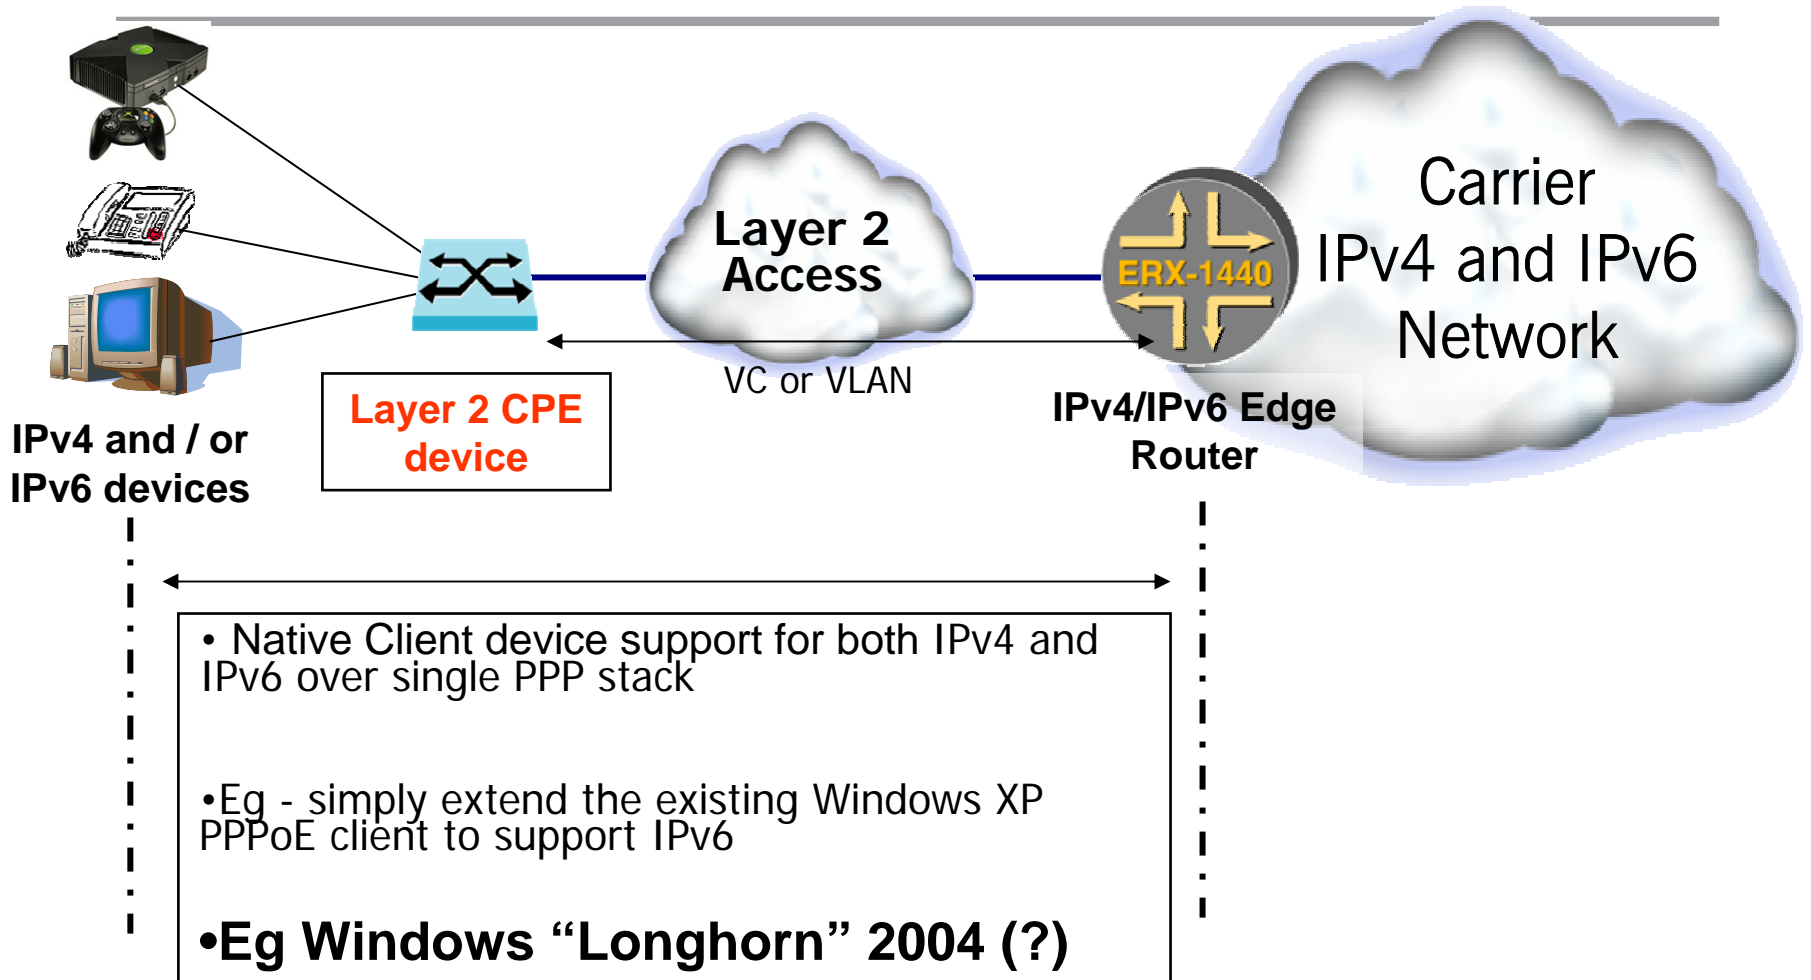 Layer 2
Access
ERX-1440
Carrier
IPv4 and IPv6
Network
VC or VLAN
Layer 2 CPE
device
IPv4/IPv6 Edge
Router
IPv4 and / or
IPv6 devices
• Native Client device support for both IPv4 and
IPv6 over single PPP stack
•Eg - simply extend the existing Windows XP
PPPoE client to support IPv6
•Eg Windows “Longhorn” 2004 (?)